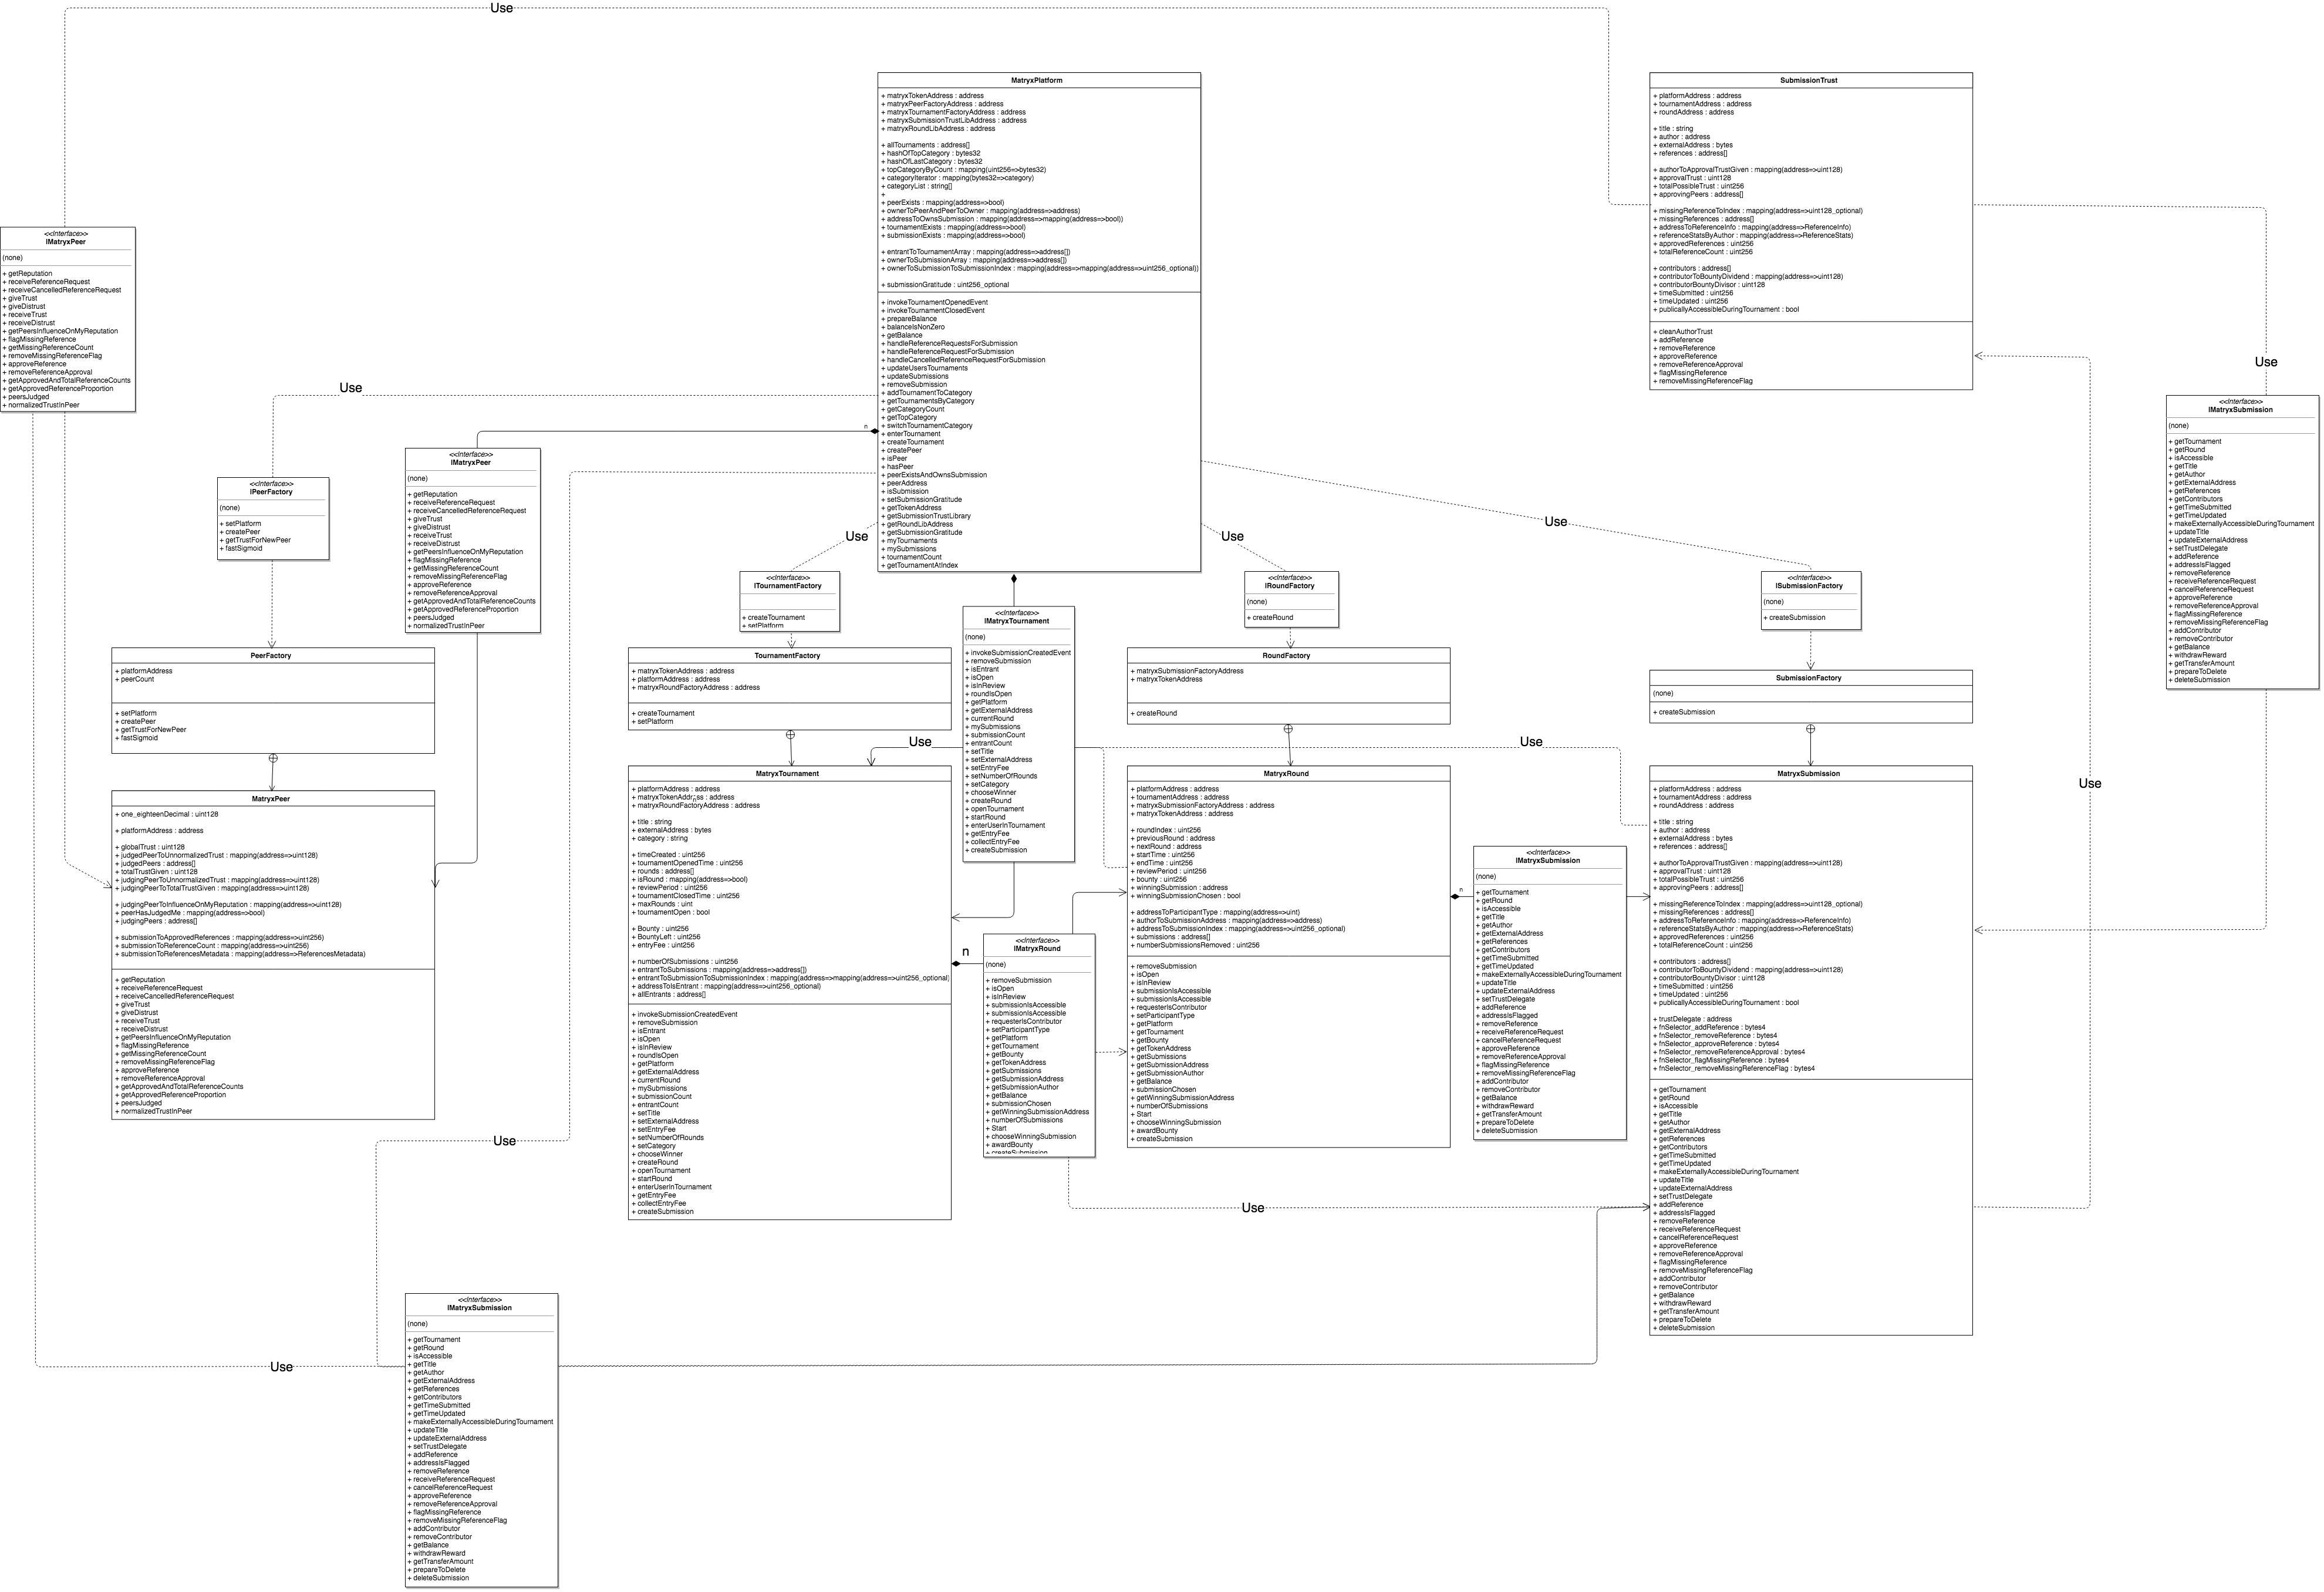 Use
MatryxPlatform
+ matryxTokenAddress : address
+ matryxPeerFactoryAddress : address
+ matryxTournamentFactoryAddress : address
+ matryxSubmissionTrustLibAddress : address
+ matryxRoundLibAddress : address
+ allTournaments : address[]
+ hashOfTopCategory : bytes32
+ hashOfLastCategory : bytes32
+ topCategoryByCount : mapping(uint256=>bytes32)
+ categoryIterator : mapping(bytes32=>category)
+ categoryList : string[]
+
+ peerExists : mapping(address=>bool)
+ ownerToPeerAndPeerToOwner : mapping(address=>address)
+ addressToOwnsSubmission : mapping(address=>mapping(address=>bool))
+ tournamentExists : mapping(address=>bool)
+ submissionExists : mapping(address=>bool)
+ entrantToTournamentArray : mapping(address=>address[])
+ ownerToSubmissionArray : mapping(address=>address[])
+ ownerToSubmissionToSubmissionIndex : mapping(address=>mapping(address=>uint256_optional))
+ submissionGratitude : uint256_optional
+ invokeTournamentOpenedEvent
+ invokeTournamentClosedEvent
+ prepareBalance
+ balanceIsNonZero
+ getBalance
+ handleReferenceRequestsForSubmission
+ handleReferenceRequestForSubmission
+ handleCancelledReferenceRequestForSubmission
+ updateUsersTournaments
+ updateSubmissions
+ removeSubmission
+ addTournamentToCategory
+ getTournamentsByCategory
+ getCategoryCount
+ getTopCategory
+ switchTournamentCategory
+ enterTournament
+ createTournament
+ createPeer
+ isPeer
+ hasPeer
+ peerExistsAndOwnsSubmission
+ peerAddress
+ isSubmission
+ setSubmissionGratitude
+ getTokenAddress
+ getSubmissionTrustLibrary
+ getRoundLibAddress
+ getSubmissionGratitude
+ myTournaments
+ mySubmissions
+ tournamentCount
+ getTournamentAtIndex
SubmissionTrust
+ platformAddress : address
+ tournamentAddress : address
+ roundAddress : address
+ title : string
+ author : address
+ externalAddress : bytes
+ references : address[]
+ authorToApprovalTrustGiven : mapping(address=>uint128)
+ approvalTrust : uint128
+ totalPossibleTrust : uint256
+ approvingPeers : address[]
+ missingReferenceToIndex : mapping(address=>uint128_optional)
+ missingReferences : address[]
+ addressToReferenceInfo : mapping(address=>ReferenceInfo)
+ referenceStatsByAuthor : mapping(address=>ReferenceStats)
+ approvedReferences : uint256
+ totalReferenceCount : uint256
+ contributors : address[]
+ contributorToBountyDividend : mapping(address=>uint128)
+ contributorBountyDivisor : uint128
+ timeSubmitted : uint256
+ timeUpdated : uint256
+ publicallyAccessibleDuringTournament : bool
+ cleanAuthorTrust
+ addReference
+ removeReference
+ approveReference
+ removeReferenceApproval
+ flagMissingReference
+ removeMissingReferenceFlag
<<Interface>>
IMatryxPeer
(none)
+ getReputation
+ receiveReferenceRequest
+ receiveCancelledReferenceRequest
+ giveTrust
+ giveDistrust
+ receiveTrust
+ receiveDistrust
+ getPeersInfluenceOnMyReputation
+ flagMissingReference
+ getMissingReferenceCount
+ removeMissingReferenceFlag
+ approveReference
+ removeReferenceApproval
+ getApprovedAndTotalReferenceCounts
+ getApprovedReferenceProportion
+ peersJudged
+ normalizedTrustInPeer
Use
Use
<<Interface>>
IMatryxSubmission
(none)
+ getTournament
+ getRound
+ isAccessible
+ getTitle
+ getAuthor
+ getExternalAddress
+ getReferences
+ getContributors
+ getTimeSubmitted
+ getTimeUpdated
+ makeExternallyAccessibleDuringTournament
+ updateTitle
+ updateExternalAddress
+ setTrustDelegate
+ addReference
+ addressIsFlagged
+ removeReference
+ receiveReferenceRequest
+ cancelReferenceRequest
+ approveReference
+ removeReferenceApproval
+ flagMissingReference
+ removeMissingReferenceFlag
+ addContributor
+ removeContributor
+ getBalance
+ withdrawReward
+ getTransferAmount
+ prepareToDelete
+ deleteSubmission
n
<<Interface>>
IMatryxPeer
(none)
+ getReputation
+ receiveReferenceRequest
+ receiveCancelledReferenceRequest
+ giveTrust
+ giveDistrust
+ receiveTrust
+ receiveDistrust
+ getPeersInfluenceOnMyReputation
+ flagMissingReference
+ getMissingReferenceCount
+ removeMissingReferenceFlag
+ approveReference
+ removeReferenceApproval
+ getApprovedAndTotalReferenceCounts
+ getApprovedReferenceProportion
+ peersJudged
+ normalizedTrustInPeer
<<Interface>>
IPeerFactory
(none)
+ setPlatform
+ createPeer
+ getTrustForNewPeer
+ fastSigmoid
Use
Use
Use
<<Interface>>
ITournamentFactory
+ createTournament
+ setPlatform
<<Interface>>
IRoundFactory
(none)
+ createRound
<<Interface>>
ISubmissionFactory
(none)
+ createSubmission
<<Interface>>
IMatryxTournament
(none)
+ invokeSubmissionCreatedEvent
+ removeSubmission
+ isEntrant
+ isOpen
+ isInReview
+ roundIsOpen
+ getPlatform
+ getExternalAddress
+ currentRound
+ mySubmissions
+ submissionCount
+ entrantCount
+ setTitle
+ setExternalAddress
+ setEntryFee
+ setNumberOfRounds
+ setCategory
+ chooseWinner
+ createRound
+ openTournament
+ startRound
+ enterUserInTournament
+ getEntryFee
+ collectEntryFee
+ createSubmission
PeerFactory
+ platformAddress
+ peerCount
+ setPlatform
+ createPeer
+ getTrustForNewPeer
+ fastSigmoid
TournamentFactory
+ matryxTokenAddress : address
+ platformAddress : address
+ matryxRoundFactoryAddress : address
+ createTournament
+ setPlatform
RoundFactory
+ matryxSubmissionFactoryAddress
+ matryxTokenAddress
+ createRound
SubmissionFactory
(none)
+ createSubmission
Use
Use
Use
MatryxPeer
+ one_eighteenDecimal : uint128
+ platformAddress : address
+ globalTrust : uint128
+ judgedPeerToUnnormalizedTrust : mapping(address=>uint128)
+ judgedPeers : address[]
+ totalTrustGiven : uint128
+ judgingPeerToUnnormalizedTrust : mapping(address=>uint128)
+ judgingPeerToTotalTrustGiven : mapping(address=>uint128)
+ judgingPeerToInfluenceOnMyReputation : mapping(address=>uint128)
+ peerHasJudgedMe : mapping(address=>bool)
+ judgingPeers : address[]
+ submissionToApprovedReferences : mapping(address=>uint256)
+ submissionToReferenceCount : mapping(address=>uint256)
+ submissionToReferencesMetadata : mapping(address=>ReferencesMetadata)
+ getReputation
+ receiveReferenceRequest
+ receiveCancelledReferenceRequest
+ giveTrust
+ giveDistrust
+ receiveTrust
+ receiveDistrust
+ getPeersInfluenceOnMyReputation
+ flagMissingReference
+ getMissingReferenceCount
+ removeMissingReferenceFlag
+ approveReference
+ removeReferenceApproval
+ getApprovedAndTotalReferenceCounts
+ getApprovedReferenceProportion
+ peersJudged
+ normalizedTrustInPeer
MatryxTournament
+ platformAddress : address
+ matryxTokenAddress : address
+ matryxRoundFactoryAddress : address
+ title : string
+ externalAddress : bytes
+ category : string
+ timeCreated : uint256
+ tournamentOpenedTime : uint256
+ rounds : address[]
+ isRound : mapping(address=>bool)
+ reviewPeriod : uint256
+ tournamentClosedTime : uint256
+ maxRounds : uint
+ tournamentOpen : bool
+ Bounty : uint256
+ BountyLeft : uint256
+ entryFee : uint256
+ numberOfSubmissions : uint256
+ entrantToSubmissions : mapping(address=>address[])
+ entrantToSubmissionToSubmissionIndex : mapping(address=>mapping(address=>uint256_optional)
+ addressToIsEntrant : mapping(address=>uint256_optional)
+ allEntrants : address[]
+ invokeSubmissionCreatedEvent
+ removeSubmission
+ isEntrant
+ isOpen
+ isInReview
+ roundIsOpen
+ getPlatform
+ getExternalAddress
+ currentRound
+ mySubmissions
+ submissionCount
+ entrantCount
+ setTitle
+ setExternalAddress
+ setEntryFee
+ setNumberOfRounds
+ setCategory
+ chooseWinner
+ createRound
+ openTournament
+ startRound
+ enterUserInTournament
+ getEntryFee
+ collectEntryFee
+ createSubmission
n
<<Interface>>
IMatryxRound
(none)
+ removeSubmission
+ isOpen
+ isInReview
+ submissionIsAccessible
+ submissionIsAccessible
+ requesterIsContributor
+ setParticipantType
+ getPlatform
+ getTournament
+ getBounty
+ getTokenAddress
+ getSubmissions
+ getSubmissionAddress
+ getSubmissionAuthor
+ getBalance
+ submissionChosen
+ getWinningSubmissionAddress
+ numberOfSubmissions
+ Start
+ chooseWinningSubmission
+ awardBounty
+ createSubmission
MatryxRound
+ platformAddress : address
+ tournamentAddress : address
+ matryxSubmissionFactoryAddress : address
+ matryxTokenAddress : address
+ roundIndex : uint256
+ previousRound : address
+ nextRound : address
+ startTime : uint256
+ endTime : uint256
+ reviewPeriod : uint256
+ bounty : uint256
+ winningSubmission : address
+ winningSubmissionChosen : bool
+ addressToParticipantType : mapping(address=>uint)
+ authorToSubmissionAddress : mapping(address=>address)
+ addressToSubmissionIndex : mapping(address=>uint256_optional)
+ submissions : address[]
+ numberSubmissionsRemoved : uint256
+ removeSubmission
+ isOpen
+ isInReview
+ submissionIsAccessible
+ submissionIsAccessible
+ requesterIsContributor
+ setParticipantType
+ getPlatform
+ getTournament
+ getBounty
+ getTokenAddress
+ getSubmissions
+ getSubmissionAddress
+ getSubmissionAuthor
+ getBalance
+ submissionChosen
+ getWinningSubmissionAddress
+ numberOfSubmissions
+ Start
+ chooseWinningSubmission
+ awardBounty
+ createSubmission
n
<<Interface>>
IMatryxSubmission
(none)
+ getTournament
+ getRound
+ isAccessible
+ getTitle
+ getAuthor
+ getExternalAddress
+ getReferences
+ getContributors
+ getTimeSubmitted
+ getTimeUpdated
+ makeExternallyAccessibleDuringTournament
+ updateTitle
+ updateExternalAddress
+ setTrustDelegate
+ addReference
+ addressIsFlagged
+ removeReference
+ receiveReferenceRequest
+ cancelReferenceRequest
+ approveReference
+ removeReferenceApproval
+ flagMissingReference
+ removeMissingReferenceFlag
+ addContributor
+ removeContributor
+ getBalance
+ withdrawReward
+ getTransferAmount
+ prepareToDelete
+ deleteSubmission
MatryxSubmission
+ platformAddress : address
+ tournamentAddress : address
+ roundAddress : address
+ title : string
+ author : address
+ externalAddress : bytes
+ references : address[]
+ authorToApprovalTrustGiven : mapping(address=>uint128)
+ approvalTrust : uint128
+ totalPossibleTrust : uint256
+ approvingPeers : address[]
+ missingReferenceToIndex : mapping(address=>uint128_optional)
+ missingReferences : address[]
+ addressToReferenceInfo : mapping(address=>ReferenceInfo)
+ referenceStatsByAuthor : mapping(address=>ReferenceStats)
+ approvedReferences : uint256
+ totalReferenceCount : uint256
+ contributors : address[]
+ contributorToBountyDividend : mapping(address=>uint128)
+ contributorBountyDivisor : uint128
+ timeSubmitted : uint256
+ timeUpdated : uint256
+ publicallyAccessibleDuringTournament : bool
+ trustDelegate : address
+ fnSelector_addReference : bytes4
+ fnSelector_removeReference : bytes4
+ fnSelector_approveReference : bytes4
+ fnSelector_removeReferenceApproval : bytes4
+ fnSelector_flagMissingReference : bytes4
+ fnSelector_removeMissingReferenceFlag : bytes4
+ getTournament
+ getRound
+ isAccessible
+ getTitle
+ getAuthor
+ getExternalAddress
+ getReferences
+ getContributors
+ getTimeSubmitted
+ getTimeUpdated
+ makeExternallyAccessibleDuringTournament
+ updateTitle
+ updateExternalAddress
+ setTrustDelegate
+ addReference
+ addressIsFlagged
+ removeReference
+ receiveReferenceRequest
+ cancelReferenceRequest
+ approveReference
+ removeReferenceApproval
+ flagMissingReference
+ removeMissingReferenceFlag
+ addContributor
+ removeContributor
+ getBalance
+ withdrawReward
+ getTransferAmount
+ prepareToDelete
+ deleteSubmission
Use
Use
Use
<<Interface>>
IMatryxSubmission
(none)
+ getTournament
+ getRound
+ isAccessible
+ getTitle
+ getAuthor
+ getExternalAddress
+ getReferences
+ getContributors
+ getTimeSubmitted
+ getTimeUpdated
+ makeExternallyAccessibleDuringTournament
+ updateTitle
+ updateExternalAddress
+ setTrustDelegate
+ addReference
+ addressIsFlagged
+ removeReference
+ receiveReferenceRequest
+ cancelReferenceRequest
+ approveReference
+ removeReferenceApproval
+ flagMissingReference
+ removeMissingReferenceFlag
+ addContributor
+ removeContributor
+ getBalance
+ withdrawReward
+ getTransferAmount
+ prepareToDelete
+ deleteSubmission